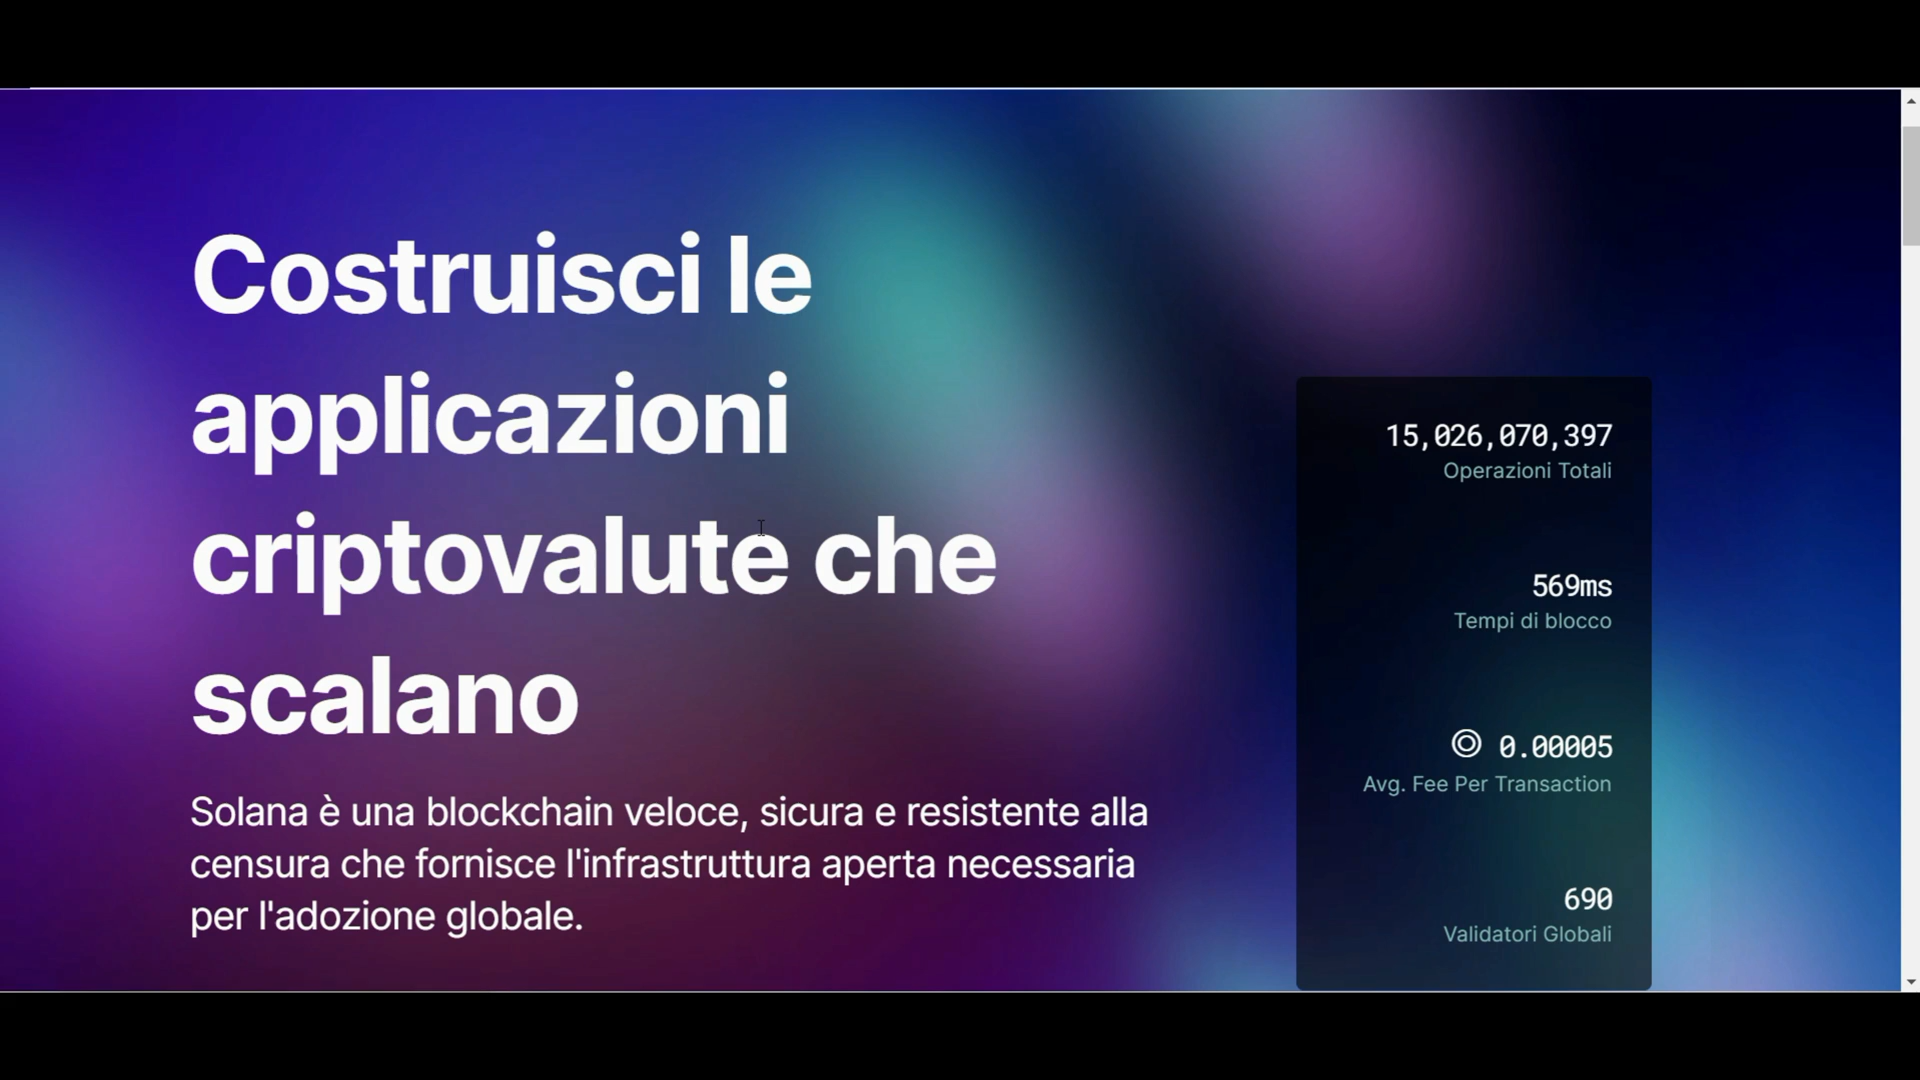 Costruisci le
applicazioni
criptovalute che
scalano
Solana è una blockchain veloce, sicura e resistente alla
censura che fornisce l'infrastruttura aperta necessaria
per l'adozione globale.
15,026,070,397
Operazioni Totali
569ms
Tempi di blocco
0.00005
Avg. Fee Per Transaction
690
Validatori Globali